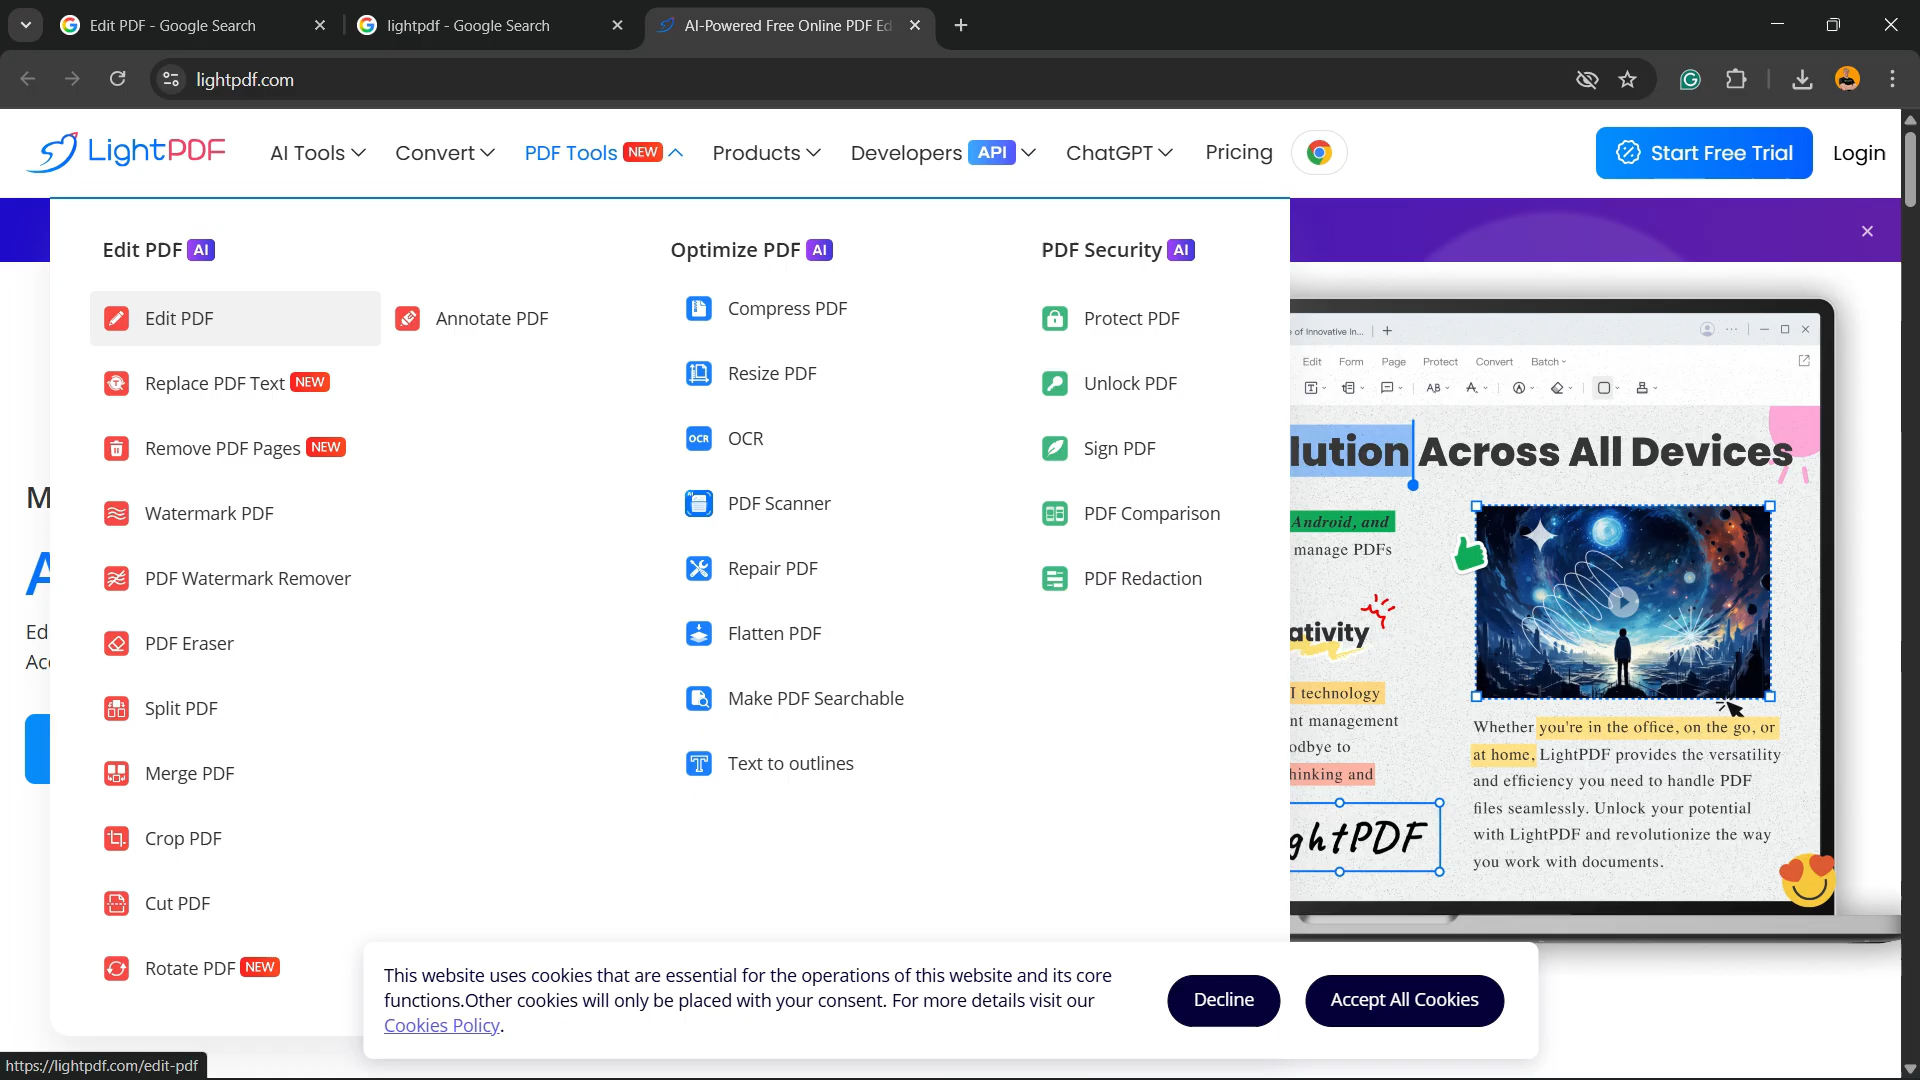 Edit PDF - Google Search
lightpdf - Google Search
AI-Powered Free Online PDF Ed
lightpdf.com
LightPDF
AI Tools
Convert
PDF Tools NEW
Products
Developers API
ChatGPT
Pricing
Start Free Trial
Login
Edit PDF AI
Edit PDF
Annotate PDF
Replace PDF Text NEW
Remove PDF Pages NEW
Watermark PDF
PDF Watermark Remover
PDF Eraser
Split PDF
Merge PDF
Crop PDF
Cut PDF
Rotate PDF NEW
Optimize PDF AI
Compress PDF
Resize PDF
OCR
OCR
PDF Scanner
Repair PDF
Flatten PDF
Make PDF Searchable
Text to outlines
PDF Security AI
Protect PDF
Unlock PDF
Sign PDF
PDF Comparison
PDF Redaction
M
A
Ed
Acc
of Innovative In...
Edit Form Page Protect Convert Batch
lution Across All Devices
Android, and
manage PDFs
ativity
I technology
nt management
odbye to
hinking and
ghtPDF
Whether you're in the office, on the go, or
at home, LightPDF provides the versatility
and efficiency you need to handle PDF
files seamlessly. Unlock your potential
with LightPDF and revolutionize the way
you work with documents.
This website uses cookies that are essential for the operations of this website and its core
functions.Other cookies will only be placed with your consent. For more details visit our
Cookies Policy.
Decline
Accept All Cookies
https://lightpdf.com/edit-pdf